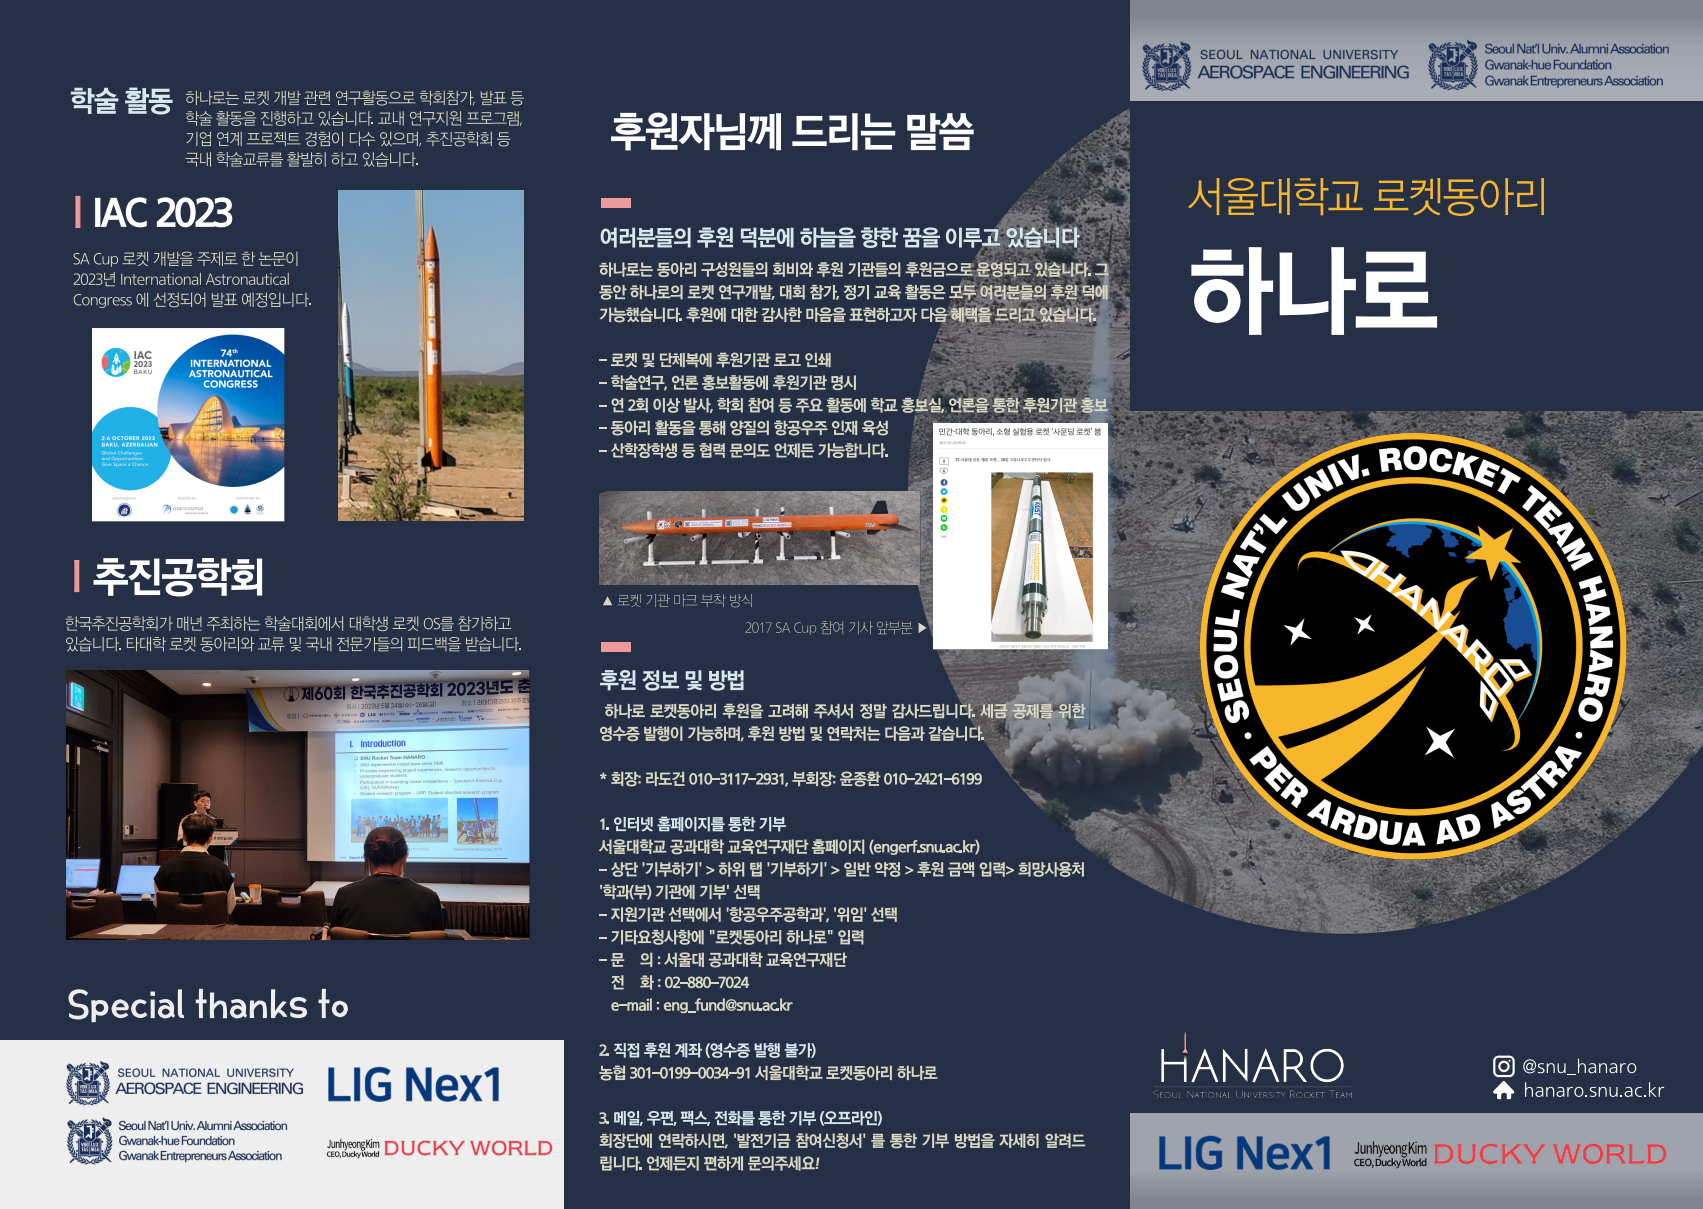 학술 활동
하나로는 로켓 개발 관련 연구활동으로 학회참가, 발표 등
학술 활동을 진행하고 있습니다. 교내 연구지원 프로그램,
기업 연계 프로젝트 경험이 다수 있으며, 추진공학회 등
국내 학술교류를 활발히 하고 있습니다.
IAC 2023
SA Cup 로켓 개발을 주제로 한 논문이
2023년 International Astronautical
Congress 에 선정되어 발표 예정입니다.
IAC
2023
BAKU
74th
INTERNATIONAL
ASTRONAUTICAL
CONGRESS
2-6 OCTOBER 2023
BAKU, AZERBAIJAN
Global Challenges
and Opportunities:
Give Space a Chance
추진공학회
한국추진공학회가 매년 주최하는 학술대회에서 대학생 로켓 OS를 참가하고
있습니다. 타대학 로켓 동아리와 교류 및 국내 전문가들의 피드백을 받습니다.
제60회 한국추진공학회 2023년도 춘
I. Introduction
SNU Rocket Team HANARO
Special thanks to
SEOUL NATIONAL UNIVERSITY
AEROSPACE ENGINEERING
LIG Nex1
Seoul Nat'l Univ. Alumni Association
Gwanak-hue Foundation
Gwanak Entrepreneurs Association
Junhyeong Kim
CEO, Ducky World
DUCKY WORLD
후원자님께 드리는 말씀
여러분들의 후원 덕분에 하늘을 향한 꿈을 이루고 있습니다
하나로는 동아리 구성원들의 회비와 후원 기관들의 후원금으로 운영되고 있습니다. 그
동안 하나로의 로켓 연구개발, 대회 참가, 정기 교육 활동은 모두 여러분들의 후원 덕에
가능했습니다. 후원에 대한 감사한 마음을 표현하고자 다음 혜택을 드리고 있습니다.
– 로켓 및 단체복에 후원기관 로고 인쇄
– 학술연구, 언론 홍보활동에 후원기관 명시
– 연 2회 이상 발사, 학회 참여 등 주요 활동에 학교 홍보실, 언론을 통한 후원기관 홍보
– 동아리 활동을 통해 양질의 항공우주 인재 육성
– 산학장학생 등 협력 문의도 언제든 가능합니다.
민간·대학 동아리, 소형 실험용 로켓 '사운딩 로켓' 붐
▲ 로켓 기관 마크 부착 방식
2017 SA Cup 참여 기사 앞부분 ▶
후원 정보 및 방법
하나로 로켓동아리 후원을 고려해 주셔서 정말 감사드립니다. 세금 공제를 위한
영수증 발행이 가능하며, 후원 방법 및 연락처는 다음과 같습니다.
* 회장: 라도건 010–3117–2931, 부회장: 윤종환 010–2421–6199
1. 인터넷 홈페이지를 통한 기부
서울대학교 공과대학 교육연구재단 홈페이지 (engerf.snu.ac.kr)
– 상단 '기부하기' > 하위 탭 '기부하기' > 일반 약정 > 후원 금액 입력> 희망사용처
'학과(부) 기관에 기부' 선택
– 지원기관 선택에서 '항공우주공학과', '위임' 선택
– 기타요청사항에 "로켓동아리 하나로" 입력
– 문 의 : 서울대 공과대학 교육연구재단
전 화 : 02–880–7024
e–mail : eng_fund@snu.ac.kr
2. 직접 후원 계좌 (영수증 발행 불가)
농협 301–0199–0034–91 서울대학교 로켓동아리 하나로
3. 메일, 우편, 팩스, 전화를 통한 기부 (오프라인)
회장단에 연락하시면, '발전기금 참여신청서' 를 통한 기부 방법을 자세히 알려드
립니다. 언제든지 편하게 문의주세요!
SEOUL NATIONAL UNIVERSITY
AEROSPACE ENGINEERING
Seoul Nat'l Univ. Alumni Association
Gwanak-hue Foundation
Gwanak Entrepreneurs Association
서울대학교 로켓동아리
하나로
SEOUL NAT'L UNIV. ROCKET TEAM HANARO
HANARO
· PER ARDUA AD ASTRA ·
HANARO
SEOUL NATIONAL UNIVERSITY ROCKET TEAM
@snu_hanaro
hanaro.snu.ac.kr
LIG Nex1
Junhyeong Kim
CEO, Ducky World
DUCKY WORLD